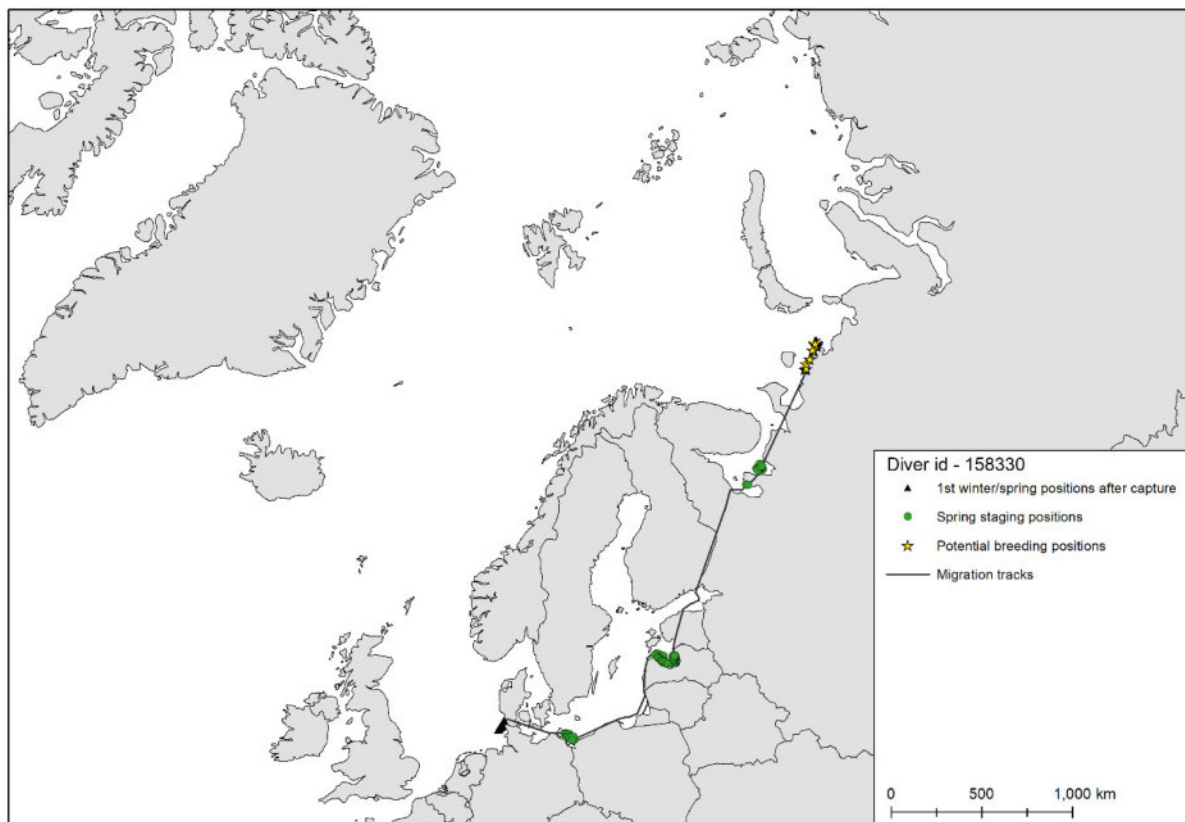 Diver id - 158330
1st winter/spring positions after capture
Spring staging positions
Potential breeding positions
Migration tracks
0 500 1,000 km